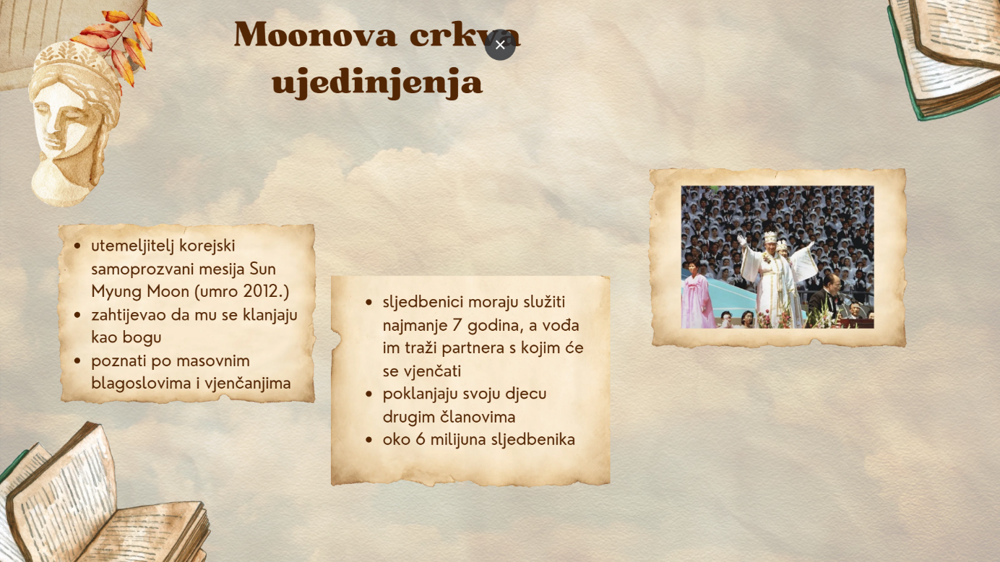 Moonova crkva
ujedinjenja
• utemeljitelj korejski
samoprozvani mesija Sun
Myung Moon (umro 2012.)
• zahtijevao da mu se klanjaju
kao bogu
• poznati po masovnim
blagoslovima i vjenčanjima
• sljedbenici moraju služiti
najmanje 7 godina, a vođa
im traži partnera s kojim će
se vjenčati
• poklanjaju svoju djecu
drugim članovima
• oko 6 milijuna sljedbenika